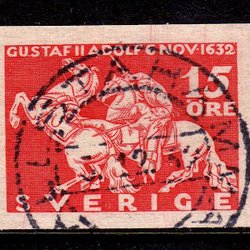 GUSTAF II ADOLF 6 NOV · 1632
15
ÖRE
SVERIGE